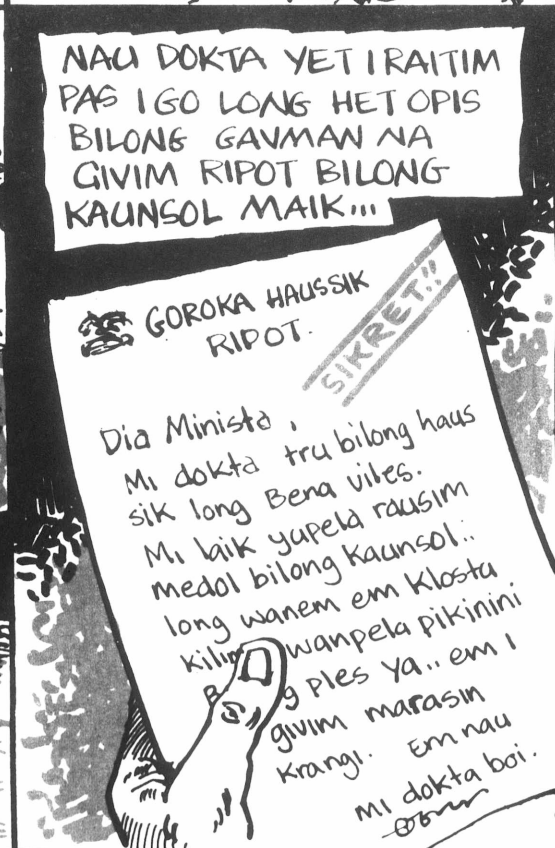 NAU DOKTA YET I RAITIM
PAS I GO LONG HET OPIS
BILONG GAVMAN NA
GIVIM RIPOT BILONG
KAUNSOL MAIK...
GOROKA HAUSSIK
RIPOT.
SIKRET!!
Dia Minista,
Mi dokta tru bilong haus
sik long Bena viles.
Mi laik yupela rausim
medol bilong kaunsol..
long wanem em klostu
kilim wanpela pikinini
ples ya.. em i
givim marasin
krangi. Em nau
mi dokta boi.